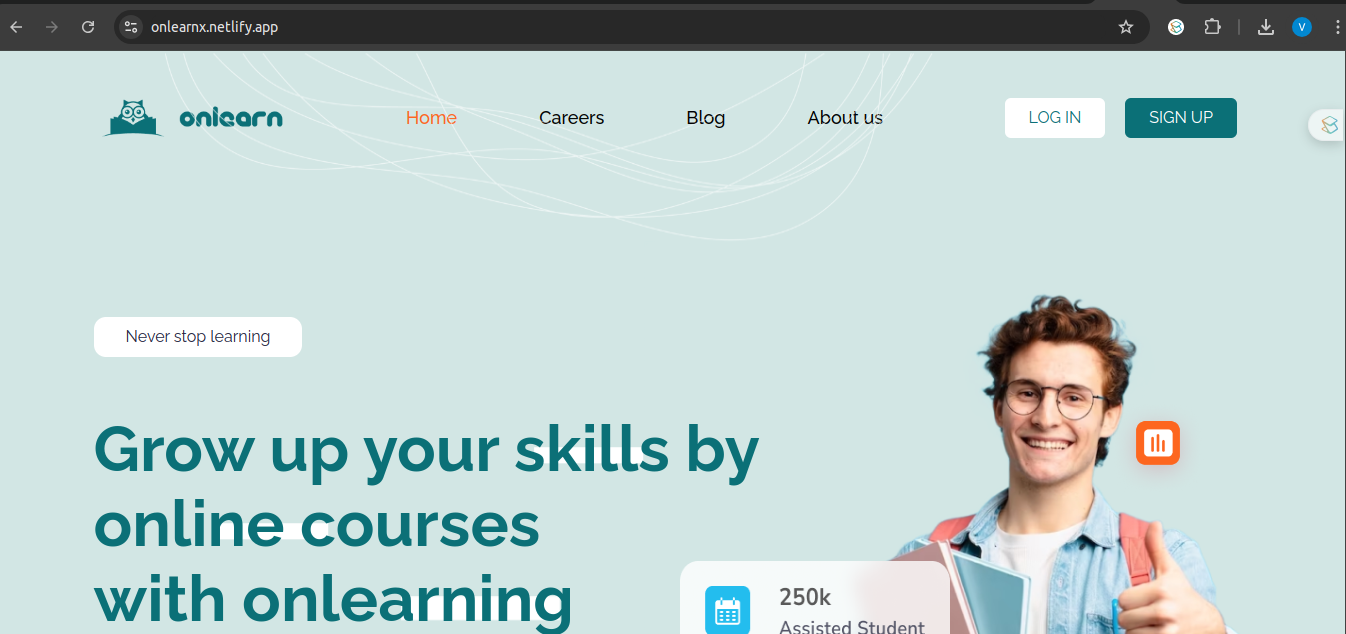 onlearnx.netlify.app
V
onlearn
Home Careers Blog About us LOG IN SIGN UP
Never stop learning
Grow up your skills by
online courses
with onlearning
250k
Assisted Student